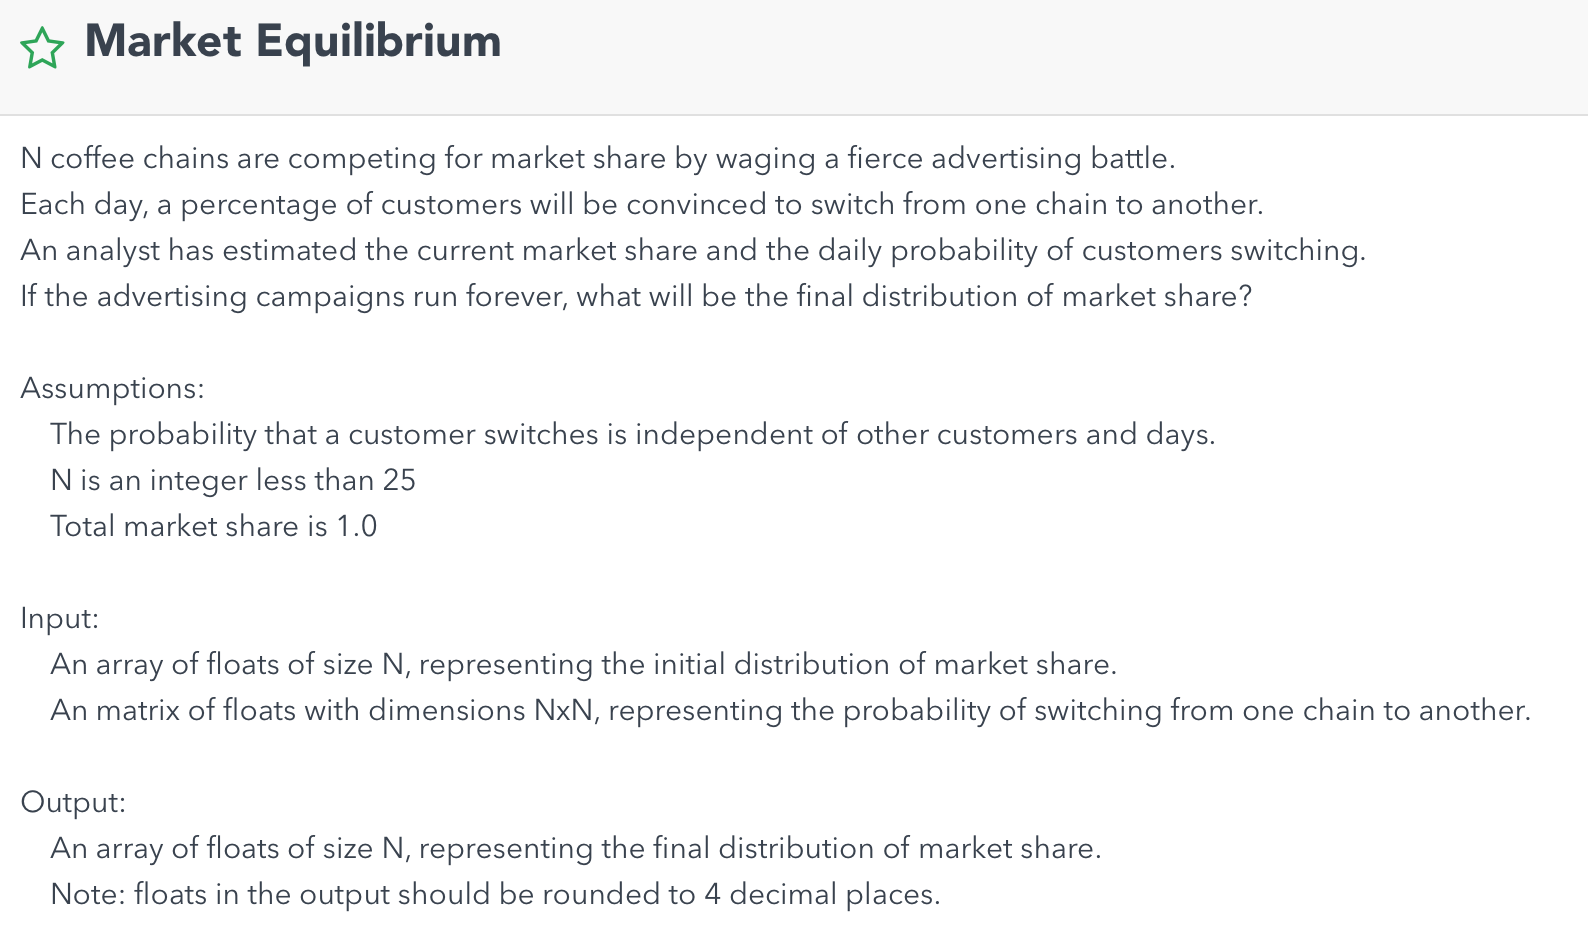 Market Equilibrium
N coffee chains are competing for market share by waging a fierce advertising battle.
Each day, a percentage of customers will be convinced to switch from one chain to another.
An analyst has estimated the current market share and the daily probability of customers switching.
If the advertising campaigns run forever, what will be the final distribution of market share?
Assumptions:
The probability that a customer switches is independent of other customers and days.
N is an integer less than 25
Total market share is 1.0
Input:
An array of floats of size N, representing the initial distribution of market share.
An matrix of floats with dimensions NxN, representing the probability of switching from one chain to another.
Output:
An array of floats of size N, representing the final distribution of market share.
Note: floats in the output should be rounded to 4 decimal places.